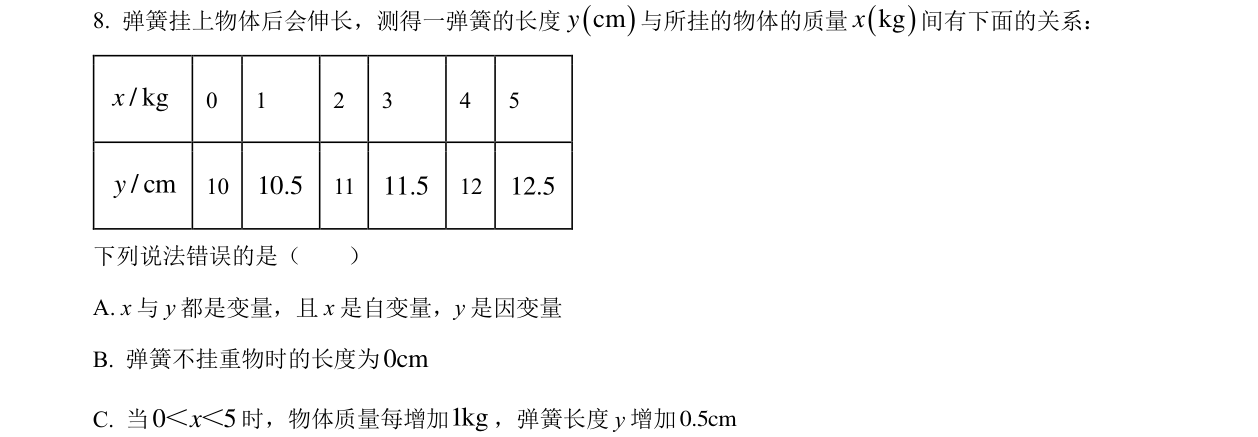 8. 弹簧挂上物体后会伸长，测得一弹簧的长度 y(cm) 与所挂的物体的质量 x(kg) 间有下面的关系：
x/kg 0 1 2 3 4 5
y/cm 10 10.5 11 11.5 12 12.5
下列说法错误的是（　　）
A. x 与 y 都是变量，且 x 是自变量，y 是因变量
B. 弹簧不挂重物时的长度为 0cm
C. 当 0＜x＜5 时，物体质量每增加 1kg，弹簧长度 y 增加 0.5cm